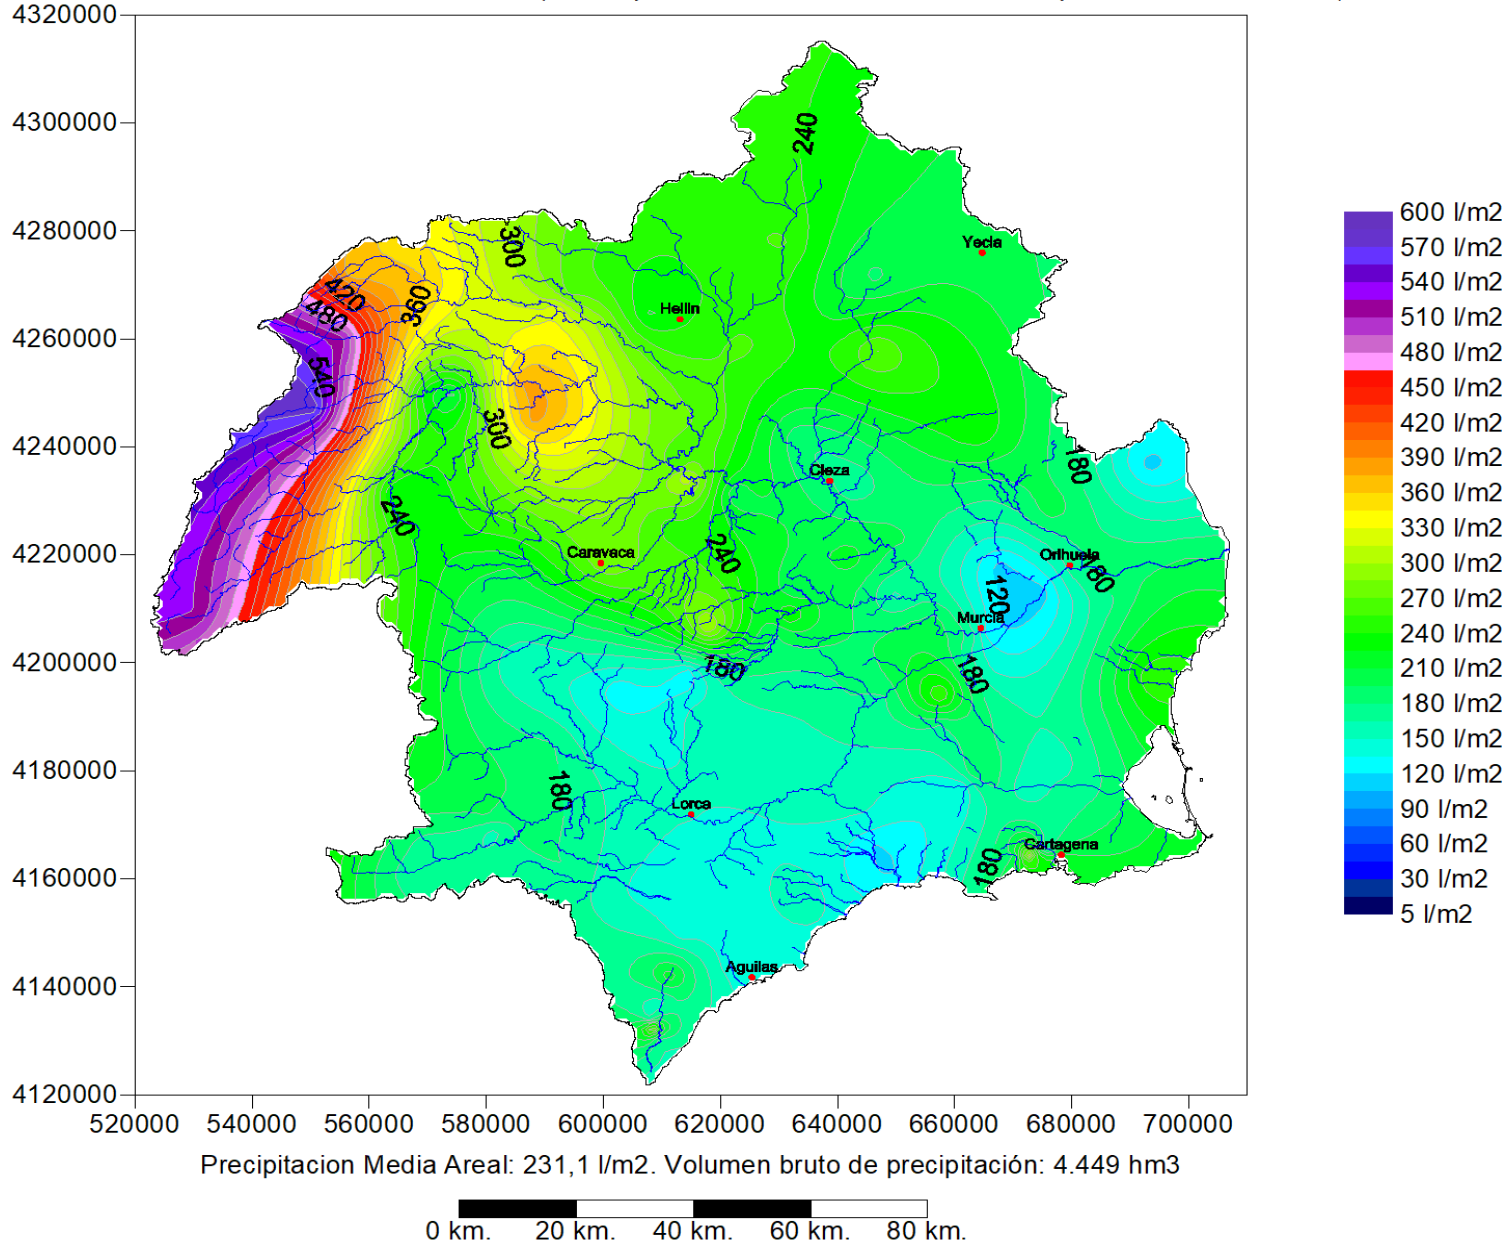 4320000
4300000
4280000
4260000
4240000
4220000
4200000
4180000
4160000
4140000
4120000
520000 540000 560000 580000 600000 620000 640000 660000 680000 700000
240
300
Yecla
420
480
360
Hellin
540
300
Cieza
180
240
Caravaca
240
Orihuela
180
120
Murcia
180
180
180
Lorca
Cartagena
180
Aguilas
600 l/m2
570 l/m2
540 l/m2
510 l/m2
480 l/m2
450 l/m2
420 l/m2
390 l/m2
360 l/m2
330 l/m2
300 l/m2
270 l/m2
240 l/m2
210 l/m2
180 l/m2
150 l/m2
120 l/m2
90 l/m2
60 l/m2
30 l/m2
5 l/m2
Precipitacion Media Areal: 231,1 l/m2. Volumen bruto de precipitación: 4.449 hm3
0 km. 20 km. 40 km. 60 km. 80 km.